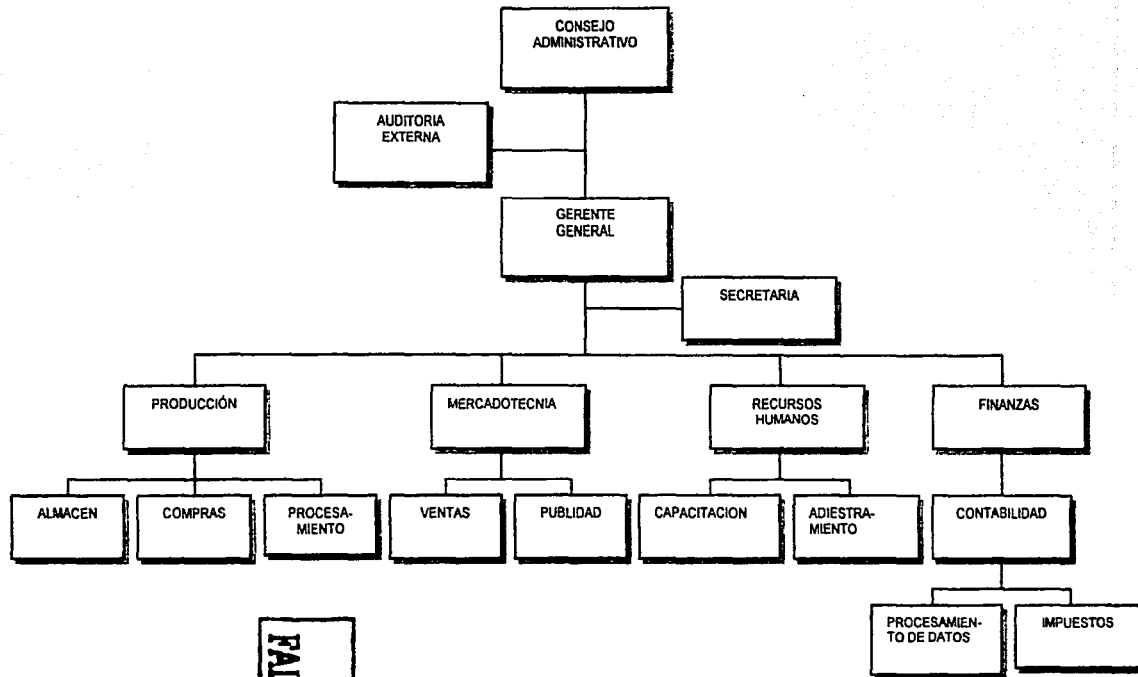 CONSEJO
ADMINISTRATIVO
AUDITORIA
EXTERNA
GERENTE
GENERAL
SECRETARIA
PRODUCCIÓN
MERCADOTECNIA
RECURSOS
HUMANOS
FINANZAS
ALMACEN
COMPRAS
PROCESA-
MIENTO
VENTAS
PUBLIDAD
CAPACITACION
ADIESTRA-
MIENTO
CONTABILIDAD
PROCESAMIEN-
TO DE DATOS
IMPUESTOS